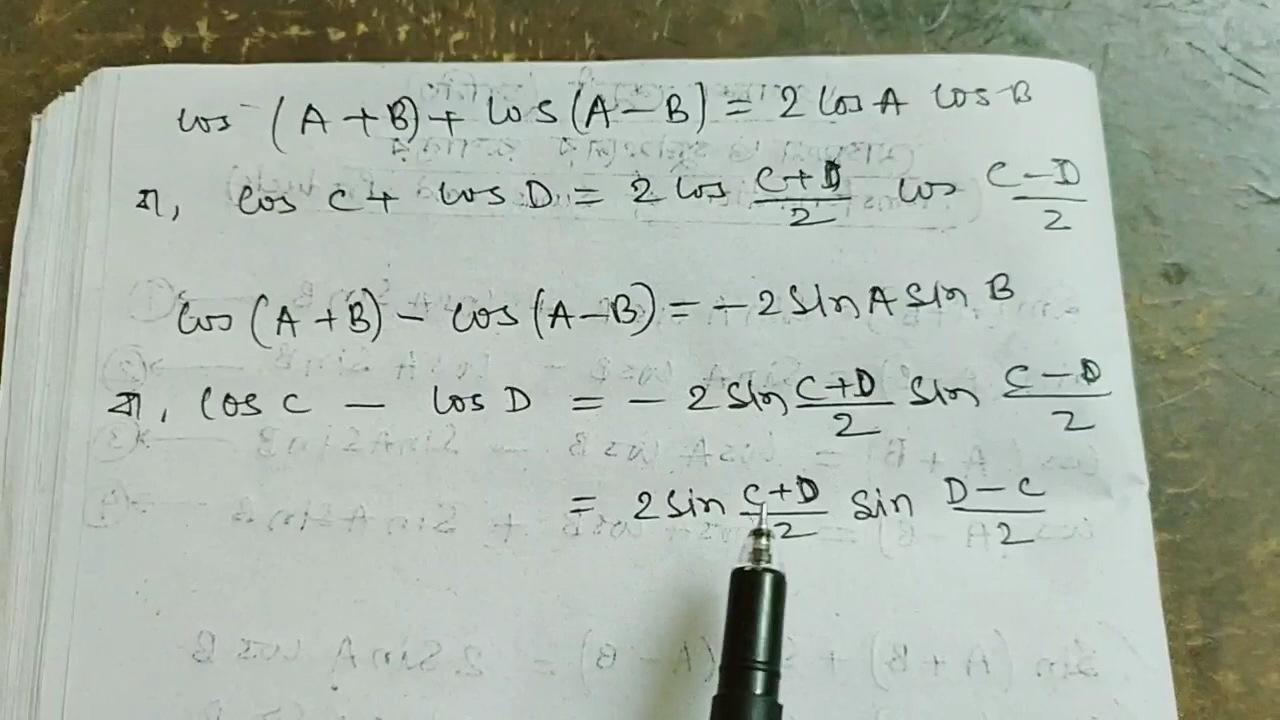 cos (A+B) + cos(A-B) = 2 cos A cos B
বা, cos C + cos D = 2 cos (C+D)/2 cos (C-D)/2
cos (A+B) - cos (A-B) = -2 sin A sin B
বা, cos C - cos D = - 2 sin (C+D)/2 sin (C-D)/2
= 2 sin (C+D)/2 sin (D-C)/2